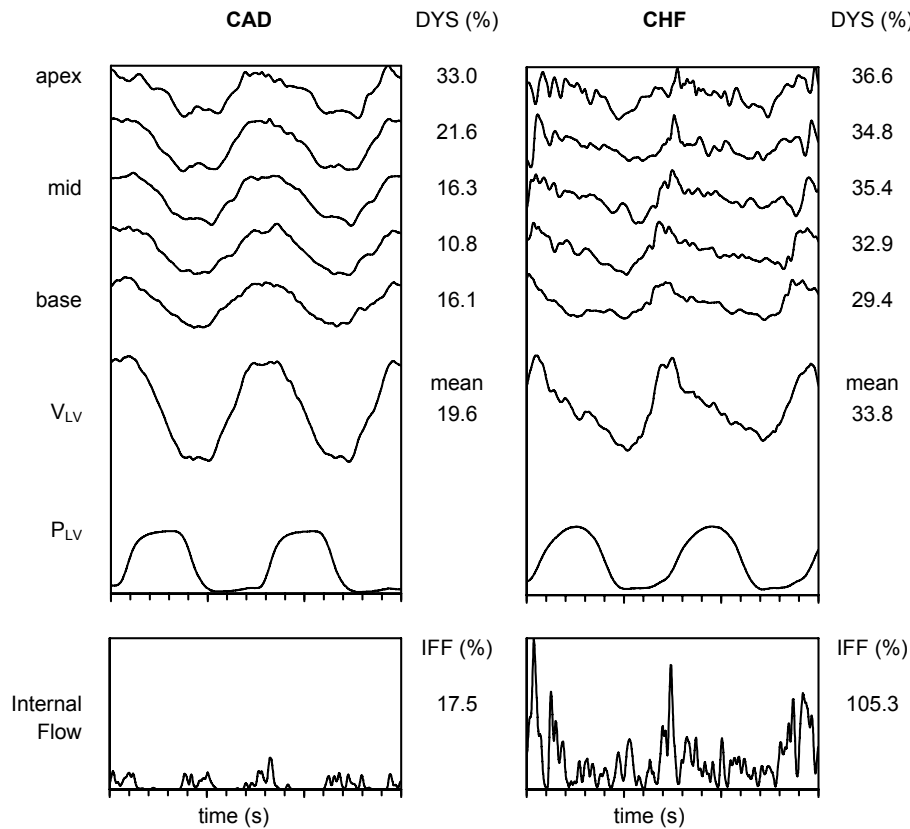 CAD DYS (%) CHF DYS (%)
apex 33.0 36.6
21.6 34.8
mid 16.3 35.4
10.8 32.9
base 16.1 29.4
mean mean
VLV 19.6 33.8
PLV
IFF (%) IFF (%)
Internal 17.5 105.3
Flow
time (s) time (s)